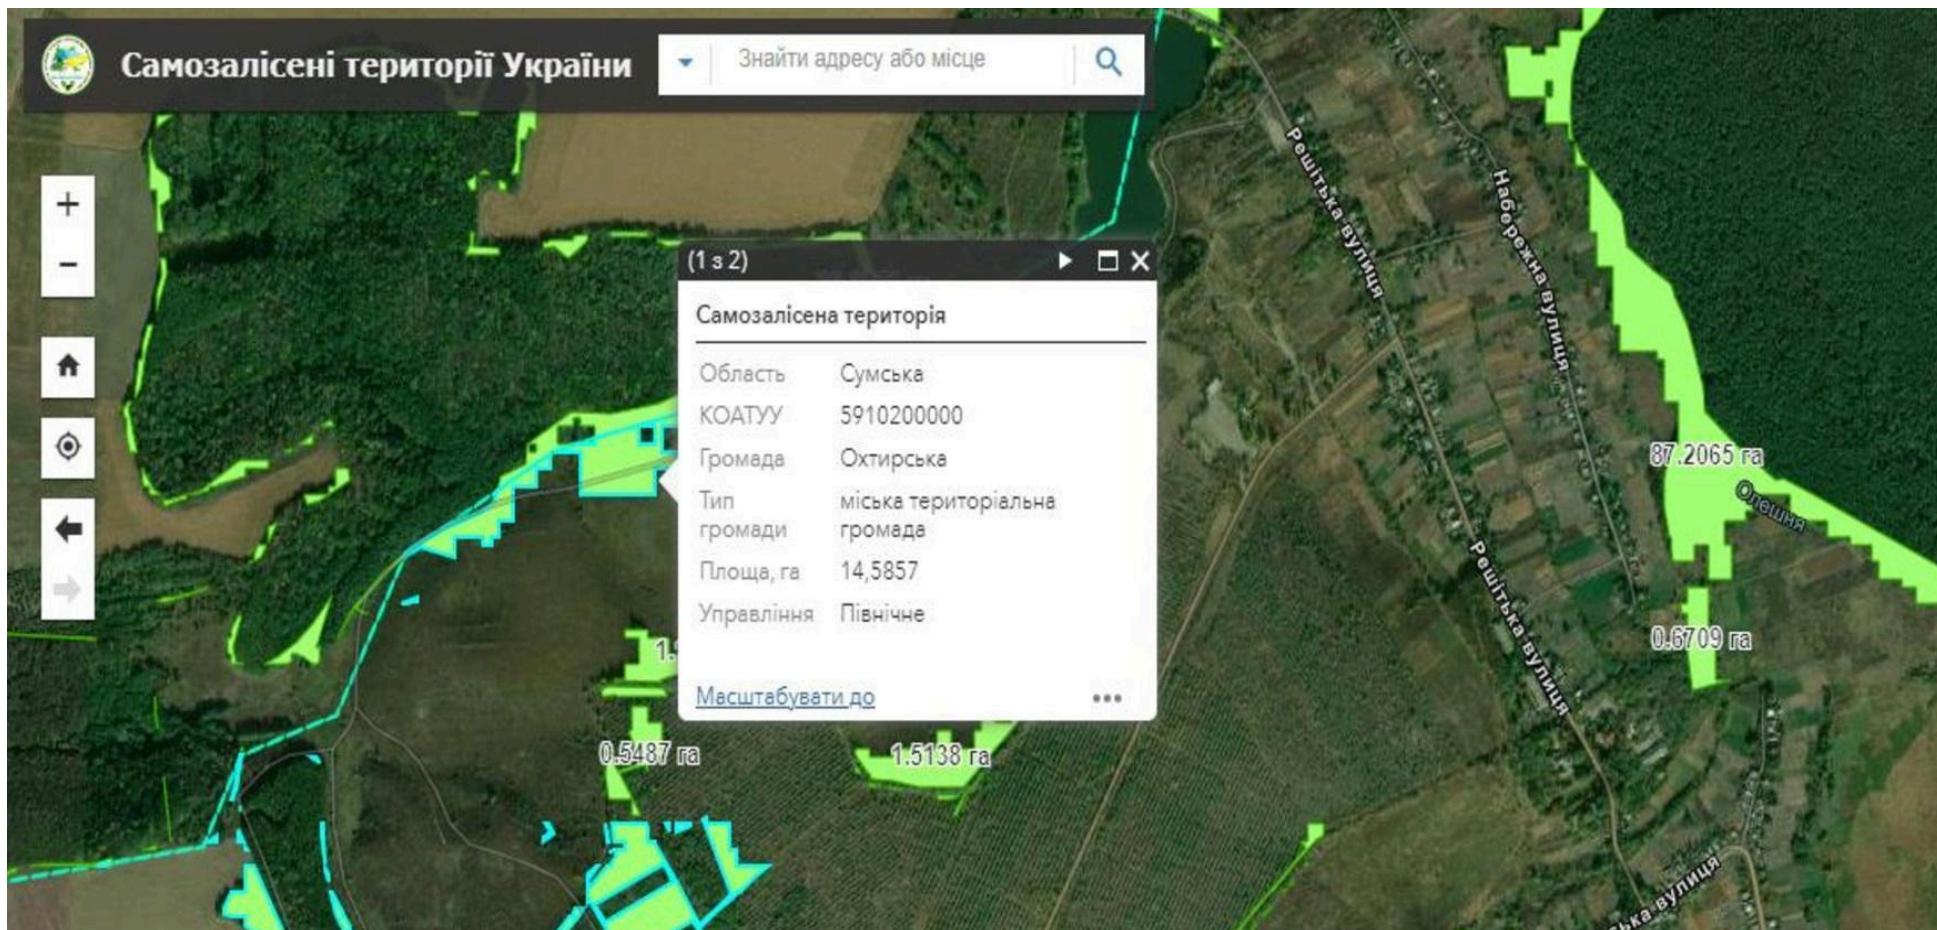 Самозалісені території України
Знайти адресу або місце
(1 з 2)
Самозалісена територія
Область Сумська
КОАТУУ 5910200000
Громада Охтирська
Тип громади міська територіальна громада
Площа, га 14,5857
Управління Північне
Масштабувати до
Решітька вулиця
Набережна вулиця
87.2065 га
Олешня
Решітька вулиця
0.6709 га
0.5487 га
1.5138 га
вулиця